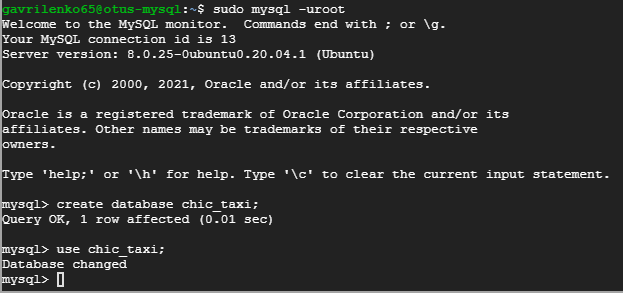 gavrilenko65@otus-mysql:~$ sudo mysql -uroot
Welcome to the MySQL monitor.  Commands end with ; or \g.
Your MySQL connection id is 13
Server version: 8.0.25-0ubuntu0.20.04.1 (Ubuntu)

Copyright (c) 2000, 2021, Oracle and/or its affiliates.

Oracle is a registered trademark of Oracle Corporation and/or its
affiliates. Other names may be trademarks of their respective
owners.

Type 'help;' or '\h' for help. Type '\c' to clear the current input statement.

mysql> create database chic_taxi;
Query OK, 1 row affected (0.01 sec)

mysql> use chic_taxi;
Database changed
mysql>